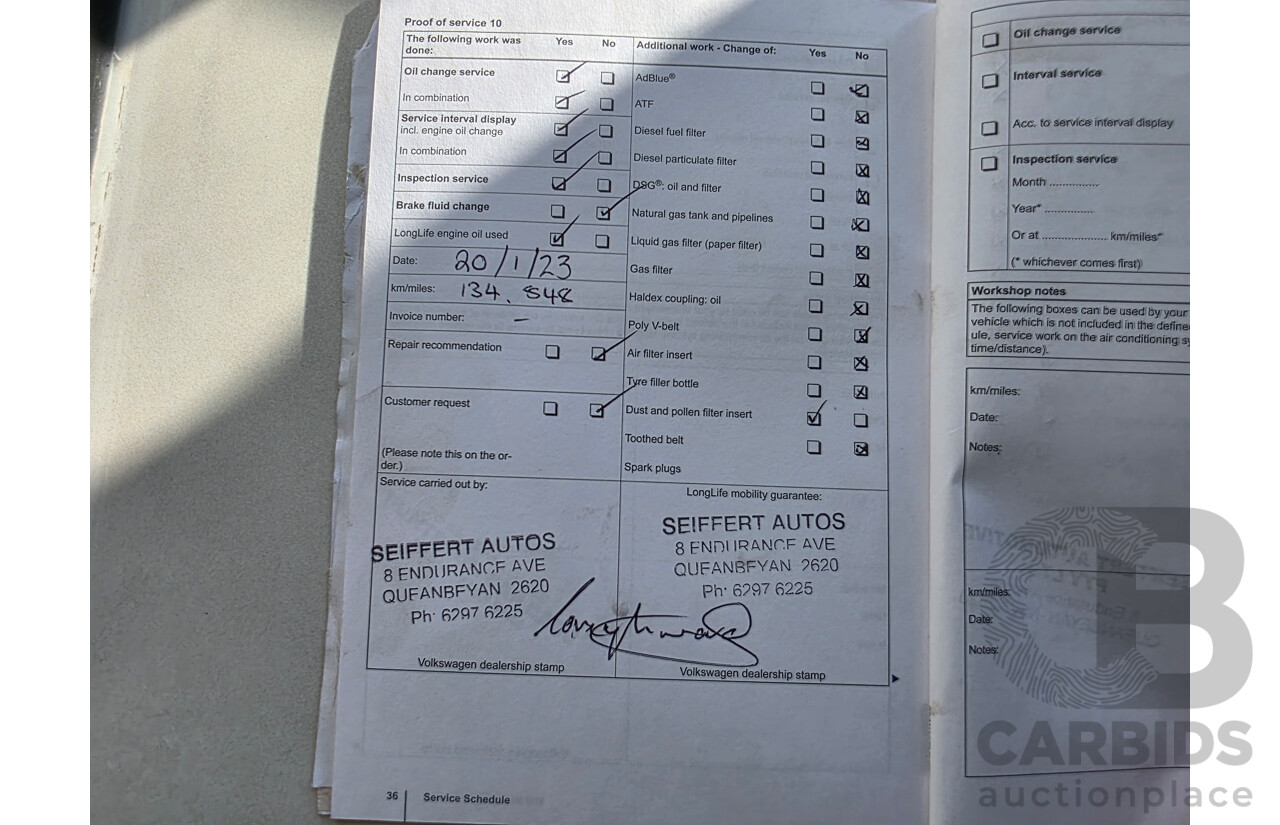 Proof of service 10
The following work was done: Yes No
Oil change service
In combination
Service interval display
incl. engine oil change
In combination
Inspection service
Brake fluid change
LongLife engine oil used
Date: 20/1/23
km/miles: 134.848
Invoice number: –
Repair recommendation
Customer request
(Please note this on the or-
der.)
Additional work - Change of: Yes No
AdBlue®
ATF
Diesel fuel filter
Diesel particulate filter
DSG®: oil and filter
Natural gas tank and pipelines
Liquid gas filter (paper filter)
Gas filter
Haldex coupling: oil
Poly V-belt
Air filter insert
Tyre filler bottle
Dust and pollen filter insert
Toothed belt
Spark plugs
Service carried out by:
SEIFFERT AUTOS
8 ENDURANCE AVE
QUEANBEYAN 2620
Ph: 6297 6225
Volkswagen dealership stamp
LongLife mobility guarantee:
SEIFFERT AUTOS
8 ENDURANCE AVE
QUEANBEYAN 2620
Ph: 6297 6225
Volkswagen dealership stamp
36 Service Schedule
Oil change service
Interval service
Acc. to service interval display
Inspection service
Month ...............
Year* ...............
Or at .................... km/miles*
(* whichever comes first)
Workshop notes
The following boxes can be used by your
vehicle which is not included in the define
ule, service work on the air conditioning s
time/distance).
km/miles:
Date:
Notes:
km/miles:
Date:
Notes:
CARBIDS
auctionplace